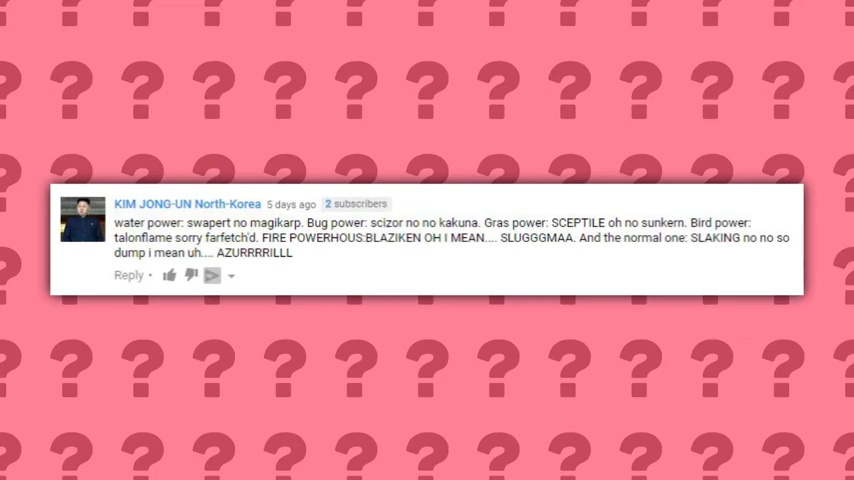 KIM JONG-UN North-Korea 5 days ago 2 subscribers
water power: swapert no magikarp. Bug power: scizor no no kakuna. Gras power: SCEPTILE oh no sunkern. Bird power:
talonflame sorry farfetch'd. FIRE POWERHOUS:BLAZIKEN OH I MEAN.... SLUGGGMAA. And the normal one: SLAKING no no so
dump i mean uh.... AZURRRRILLL
Reply •